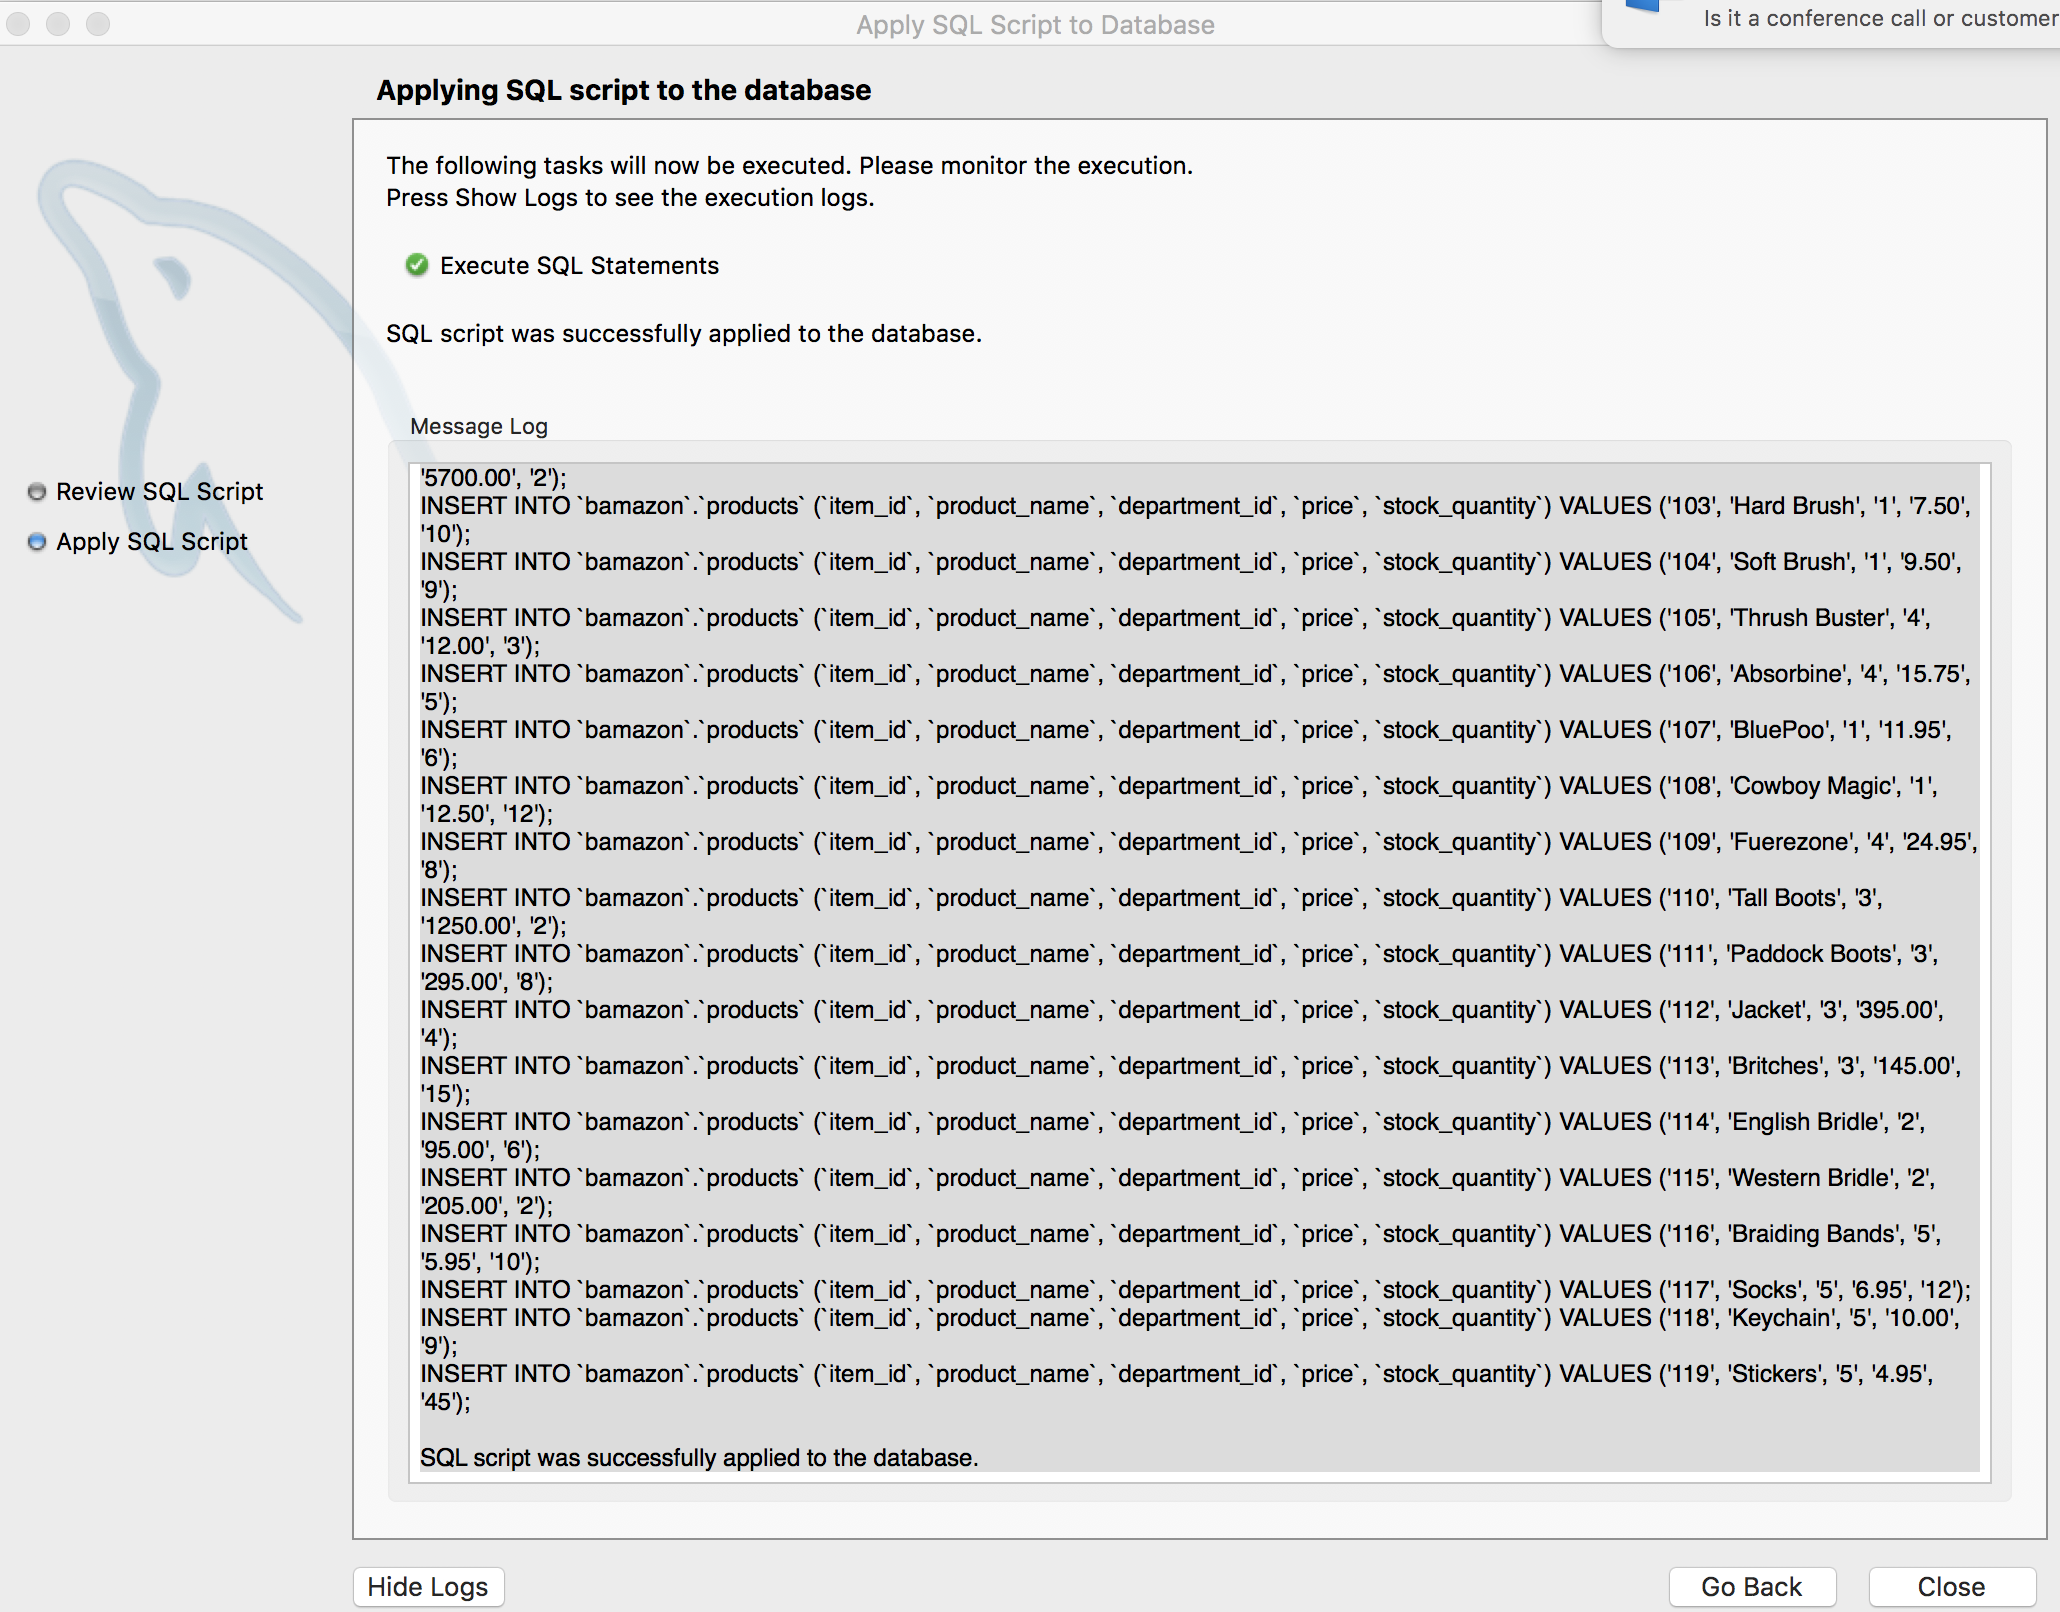 Apply SQL Script to Database
Is it a conference call or customer
Applying SQL script to the database
The following tasks will now be executed. Please monitor the execution.
Press Show Logs to see the execution logs.
Execute SQL Statements
SQL script was successfully applied to the database.
Review SQL Script
Apply SQL Script
Message Log
'5700.00', '2');
INSERT INTO `bamazon`.`products` (`item_id`, `product_name`, `department_id`, `price`, `stock_quantity`) VALUES ('103', 'Hard Brush', '1', '7.50',
'10');
INSERT INTO `bamazon`.`products` (`item_id`, `product_name`, `department_id`, `price`, `stock_quantity`) VALUES ('104', 'Soft Brush', '1', '9.50',
'9');
INSERT INTO `bamazon`.`products` (`item_id`, `product_name`, `department_id`, `price`, `stock_quantity`) VALUES ('105', 'Thrush Buster', '4',
'12.00', '3');
INSERT INTO `bamazon`.`products` (`item_id`, `product_name`, `department_id`, `price`, `stock_quantity`) VALUES ('106', 'Absorbine', '4', '15.75',
'5');
INSERT INTO `bamazon`.`products` (`item_id`, `product_name`, `department_id`, `price`, `stock_quantity`) VALUES ('107', 'BluePoo', '1', '11.95',
'6');
INSERT INTO `bamazon`.`products` (`item_id`, `product_name`, `department_id`, `price`, `stock_quantity`) VALUES ('108', 'Cowboy Magic', '1',
'12.50', '12');
INSERT INTO `bamazon`.`products` (`item_id`, `product_name`, `department_id`, `price`, `stock_quantity`) VALUES ('109', 'Fuerezone', '4', '24.95',
'8');
INSERT INTO `bamazon`.`products` (`item_id`, `product_name`, `department_id`, `price`, `stock_quantity`) VALUES ('110', 'Tall Boots', '3',
'1250.00', '2');
INSERT INTO `bamazon`.`products` (`item_id`, `product_name`, `department_id`, `price`, `stock_quantity`) VALUES ('111', 'Paddock Boots', '3',
'295.00', '8');
INSERT INTO `bamazon`.`products` (`item_id`, `product_name`, `department_id`, `price`, `stock_quantity`) VALUES ('112', 'Jacket', '3', '395.00',
'4');
INSERT INTO `bamazon`.`products` (`item_id`, `product_name`, `department_id`, `price`, `stock_quantity`) VALUES ('113', 'Britches', '3', '145.00',
'15');
INSERT INTO `bamazon`.`products` (`item_id`, `product_name`, `department_id`, `price`, `stock_quantity`) VALUES ('114', 'English Bridle', '2',
'95.00', '6');
INSERT INTO `bamazon`.`products` (`item_id`, `product_name`, `department_id`, `price`, `stock_quantity`) VALUES ('115', 'Western Bridle', '2',
'205.00', '2');
INSERT INTO `bamazon`.`products` (`item_id`, `product_name`, `department_id`, `price`, `stock_quantity`) VALUES ('116', 'Braiding Bands', '5',
'5.95', '10');
INSERT INTO `bamazon`.`products` (`item_id`, `product_name`, `department_id`, `price`, `stock_quantity`) VALUES ('117', 'Socks', '5', '6.95', '12');
INSERT INTO `bamazon`.`products` (`item_id`, `product_name`, `department_id`, `price`, `stock_quantity`) VALUES ('118', 'Keychain', '5', '10.00',
'9');
INSERT INTO `bamazon`.`products` (`item_id`, `product_name`, `department_id`, `price`, `stock_quantity`) VALUES ('119', 'Stickers', '5', '4.95',
'45');
SQL script was successfully applied to the database.
Hide Logs
Go Back
Close